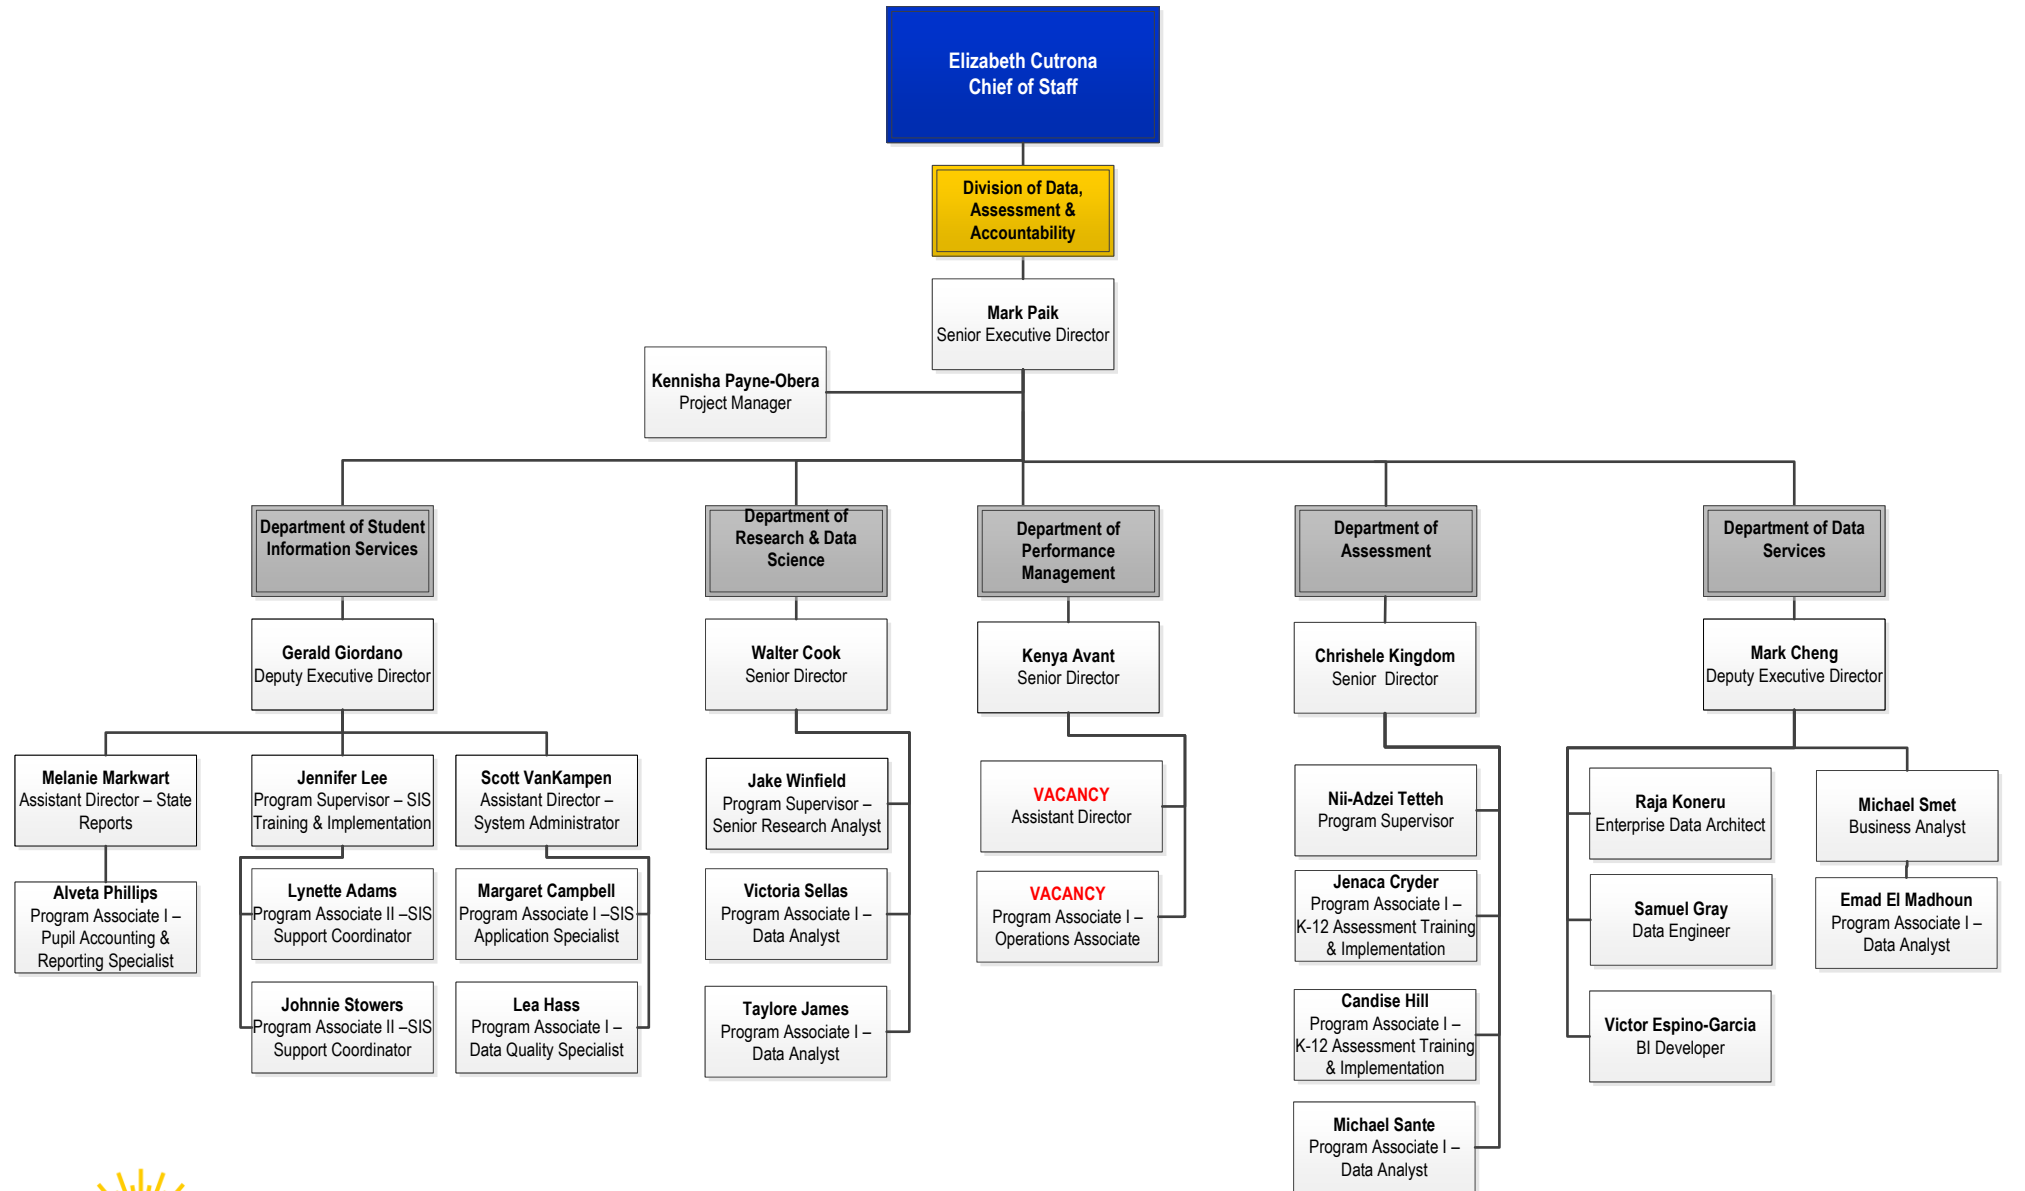 Elizabeth Cutrona
Chief of Staff
Division of Data,
Assessment &
Accountability
Mark Paik
Senior Executive Director
Kennisha Payne-Obera
Project Manager
Department of Student
Information Services
Department of
Research & Data
Science
Department of
Performance
Management
Department of
Assessment
Department of Data
Services
Gerald Giordano
Deputy Executive Director
Walter Cook
Senior Director
Kenya Avant
Senior Director
Chrishele Kingdom
Senior  Director
Mark Cheng
Deputy Executive Director
Melanie Markwart
Assistant Director – State
Reports
Jennifer Lee
Program Supervisor – SIS
Training & Implementation
Scott VanKampen
Assistant Director –
System Administrator
Alveta Phillips
Program Associate I –
Pupil Accounting &
Reporting Specialist
Lynette Adams
Program Associate II –SIS
Support Coordinator
Margaret Campbell
Program Associate I –SIS
Application Specialist
Johnnie Stowers
Program Associate II –SIS
Support Coordinator
Lea Hass
Program Associate I –
Data Quality Specialist
Jake Winfield
Program Supervisor –
Senior Research Analyst
Victoria Sellas
Program Associate I –
Data Analyst
Taylore James
Program Associate I –
Data Analyst
VACANCY
Assistant Director
VACANCY
Program Associate I –
Operations Associate
Nii-Adzei Tetteh
Program Supervisor
Jenaca Cryder
Program Associate I –
K-12 Assessment Training
& Implementation
Candise Hill
Program Associate I –
K-12 Assessment Training
& Implementation
Michael Sante
Program Associate I –
Data Analyst
Raja Koneru
Enterprise Data Architect
Samuel Gray
Data Engineer
Victor Espino-Garcia
BI Developer
Michael Smet
Business Analyst
Emad El Madhoun
Program Associate I –
Data Analyst